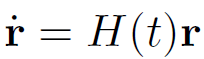 ṙ = H(t)r